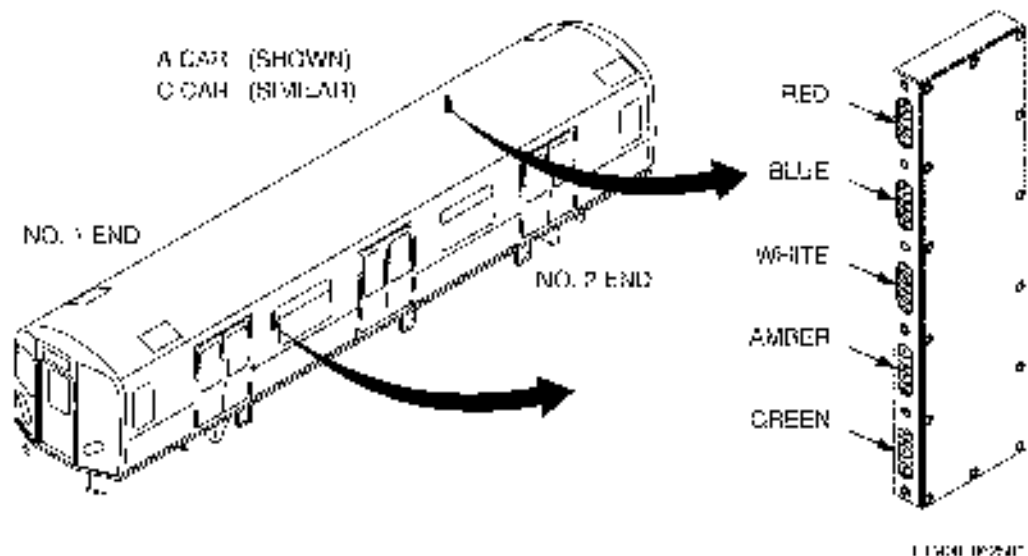 A CAR (SHOWN)
C CAR (SIMILAR)
NO. 1 END
NO. 2 END
RED
BLUE
WHITE
AMBER
GREEN